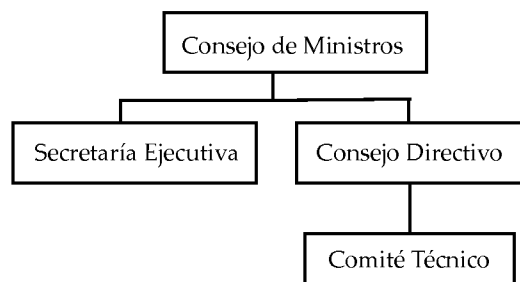 Consejo de Ministros
Secretaría Ejecutiva
Consejo Directivo
Comité Técnico